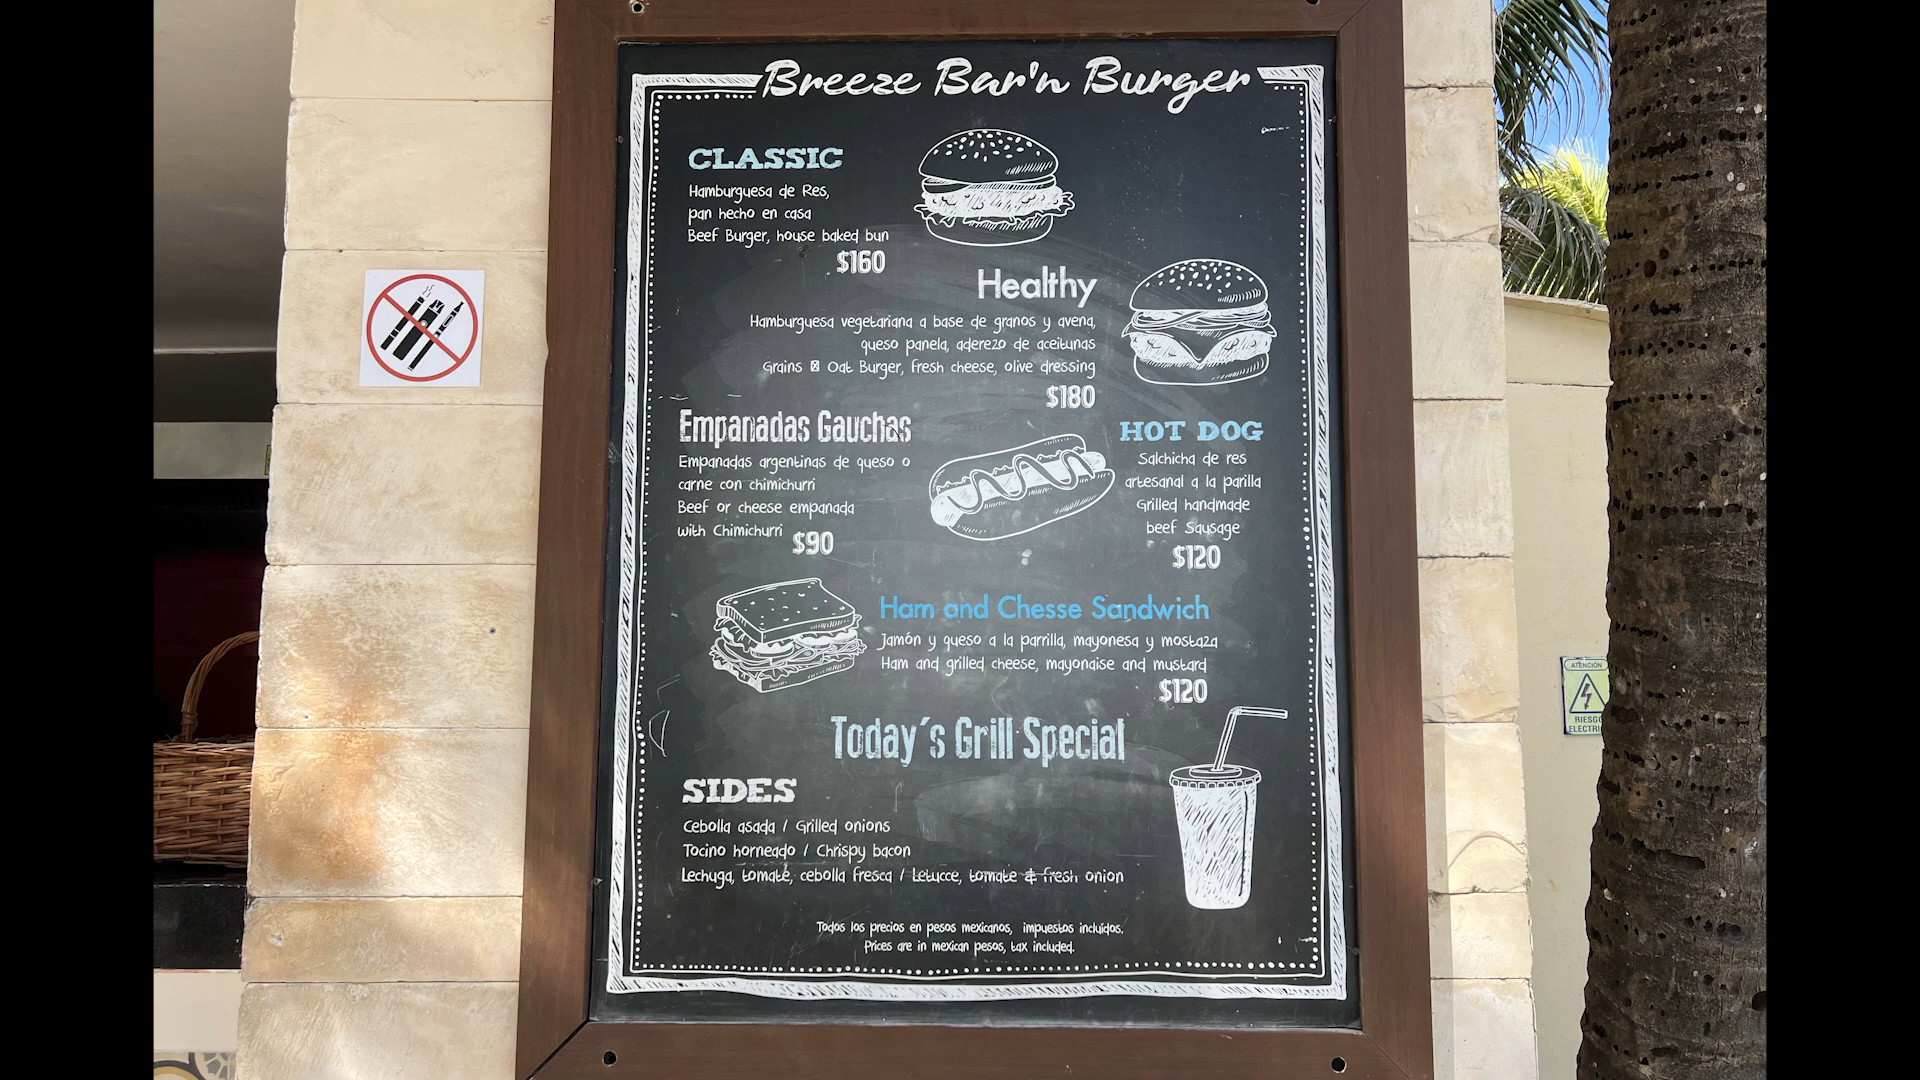 Breeze Bar'n Burger
CLASSIC
Hamburguesa de Res,
pan hecho en casa
Beef Burger, house baked bun
$160
Healthy
Hamburguesa vegetariana a base de granos y avena,
queso panela, aderezo de aceitunas
Grains Oat Burger, fresh cheese, olive dressing
$180
Empanadas Gauchas
Empanadas argentinas de queso o
carne con chimichurri
Beef or cheese empanada
with Chimichurri
$90
HOT DOG
Salchicha de res
artesanal a la parilla
Grilled handmade
beef Sausage
$120
Ham and Chesse Sandwich
Jamón y queso a la parrilla, mayonesa y mostaza
Ham and grilled cheese, mayonaise and mustard
$120
Today´s Grill Special
SIDES
Cebolla asada / Grilled onions
Tocino horneado / Chrispy bacon
Lechuga, tomate, cebolla fresca / Letucce, tomate & fresh onion
Todos los precios en pesos mexicanos, impuestos incluídos.
Prices are in mexican pesos, tax included.
ATENCIÓN